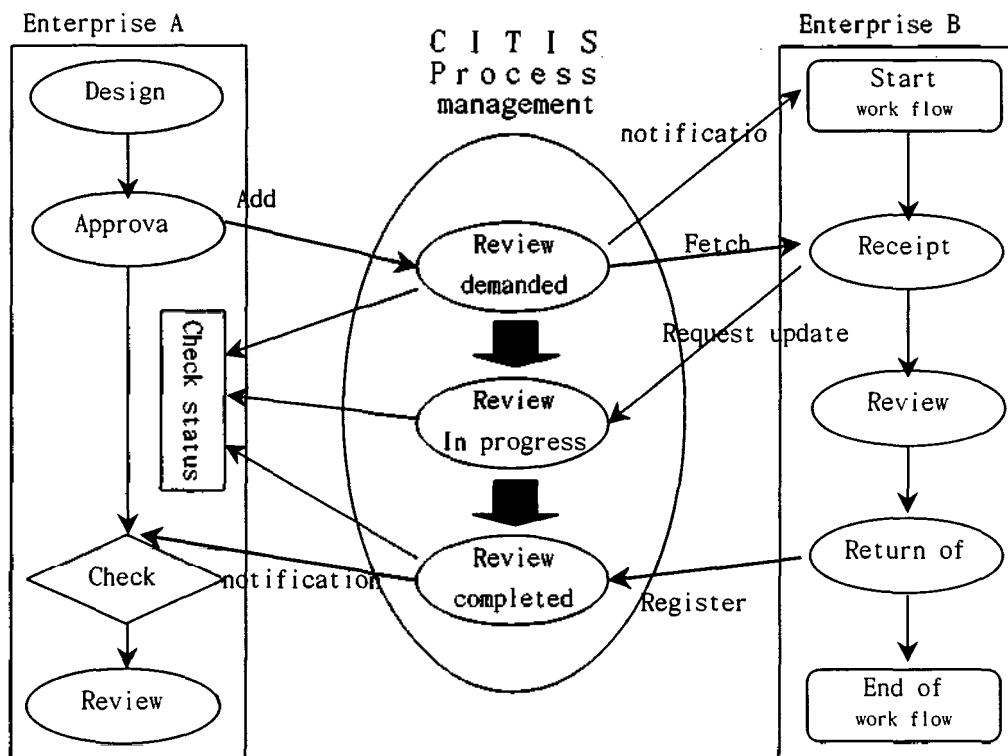 Enterprise A
Design
Approva
Add
Check status
Check
notification
Review
C I T I S
Process
management
Review
demanded
Review
In progress
Review
completed
notificatio
Fetch
Request update
Register
Enterprise B
Start
work flow
Receipt
Review
Return of
End of
work flow